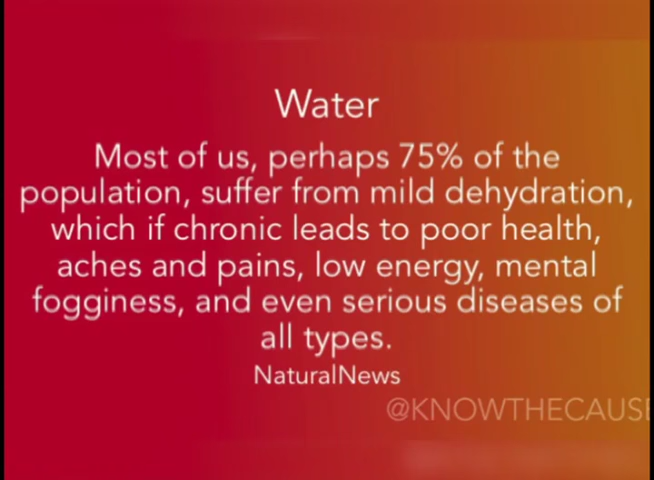 Water
Most of us, perhaps 75% of the
population, suffer from mild dehydration,
which if chronic leads to poor health,
aches and pains, low energy, mental
fogginess, and even serious diseases of
all types.
NaturalNews
@KNOWTHECAUSE